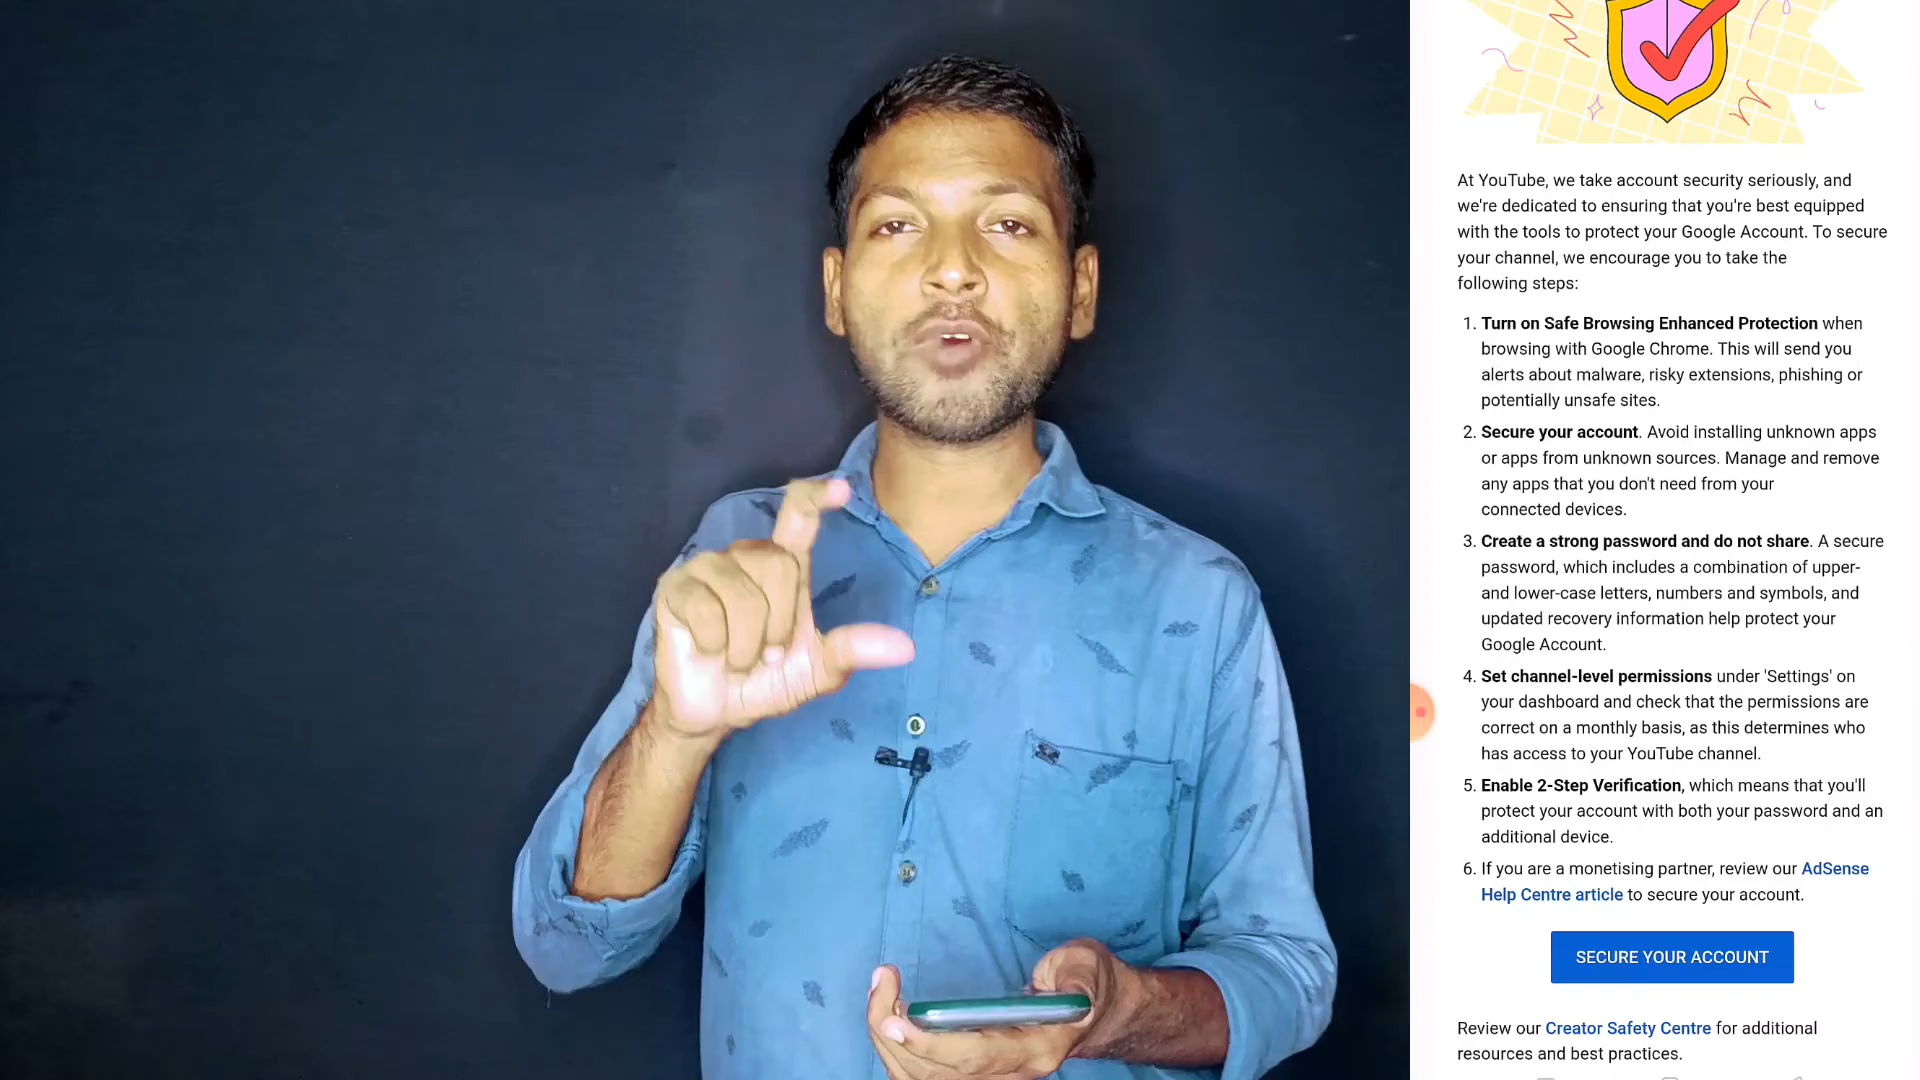 At YouTube, we take account security seriously, and
we're dedicated to ensuring that you're best equipped
with the tools to protect your Google Account. To secure
your channel, we encourage you to take the
following steps:
1. Turn on Safe Browsing Enhanced Protection when
browsing with Google Chrome. This will send you
alerts about malware, risky extensions, phishing or
potentially unsafe sites.
2. Secure your account. Avoid installing unknown apps
or apps from unknown sources. Manage and remove
any apps that you don't need from your
connected devices.
3. Create a strong password and do not share. A secure
password, which includes a combination of upper-
and lower-case letters, numbers and symbols, and
updated recovery information help protect your
Google Account.
4. Set channel-level permissions under 'Settings' on
your dashboard and check that the permissions are
correct on a monthly basis, as this determines who
has access to your YouTube channel.
5. Enable 2-Step Verification, which means that you'll
protect your account with both your password and an
additional device.
6. If you are a monetising partner, review our AdSense
Help Centre article to secure your account.
SECURE YOUR ACCOUNT
Review our Creator Safety Centre for additional
resources and best practices.